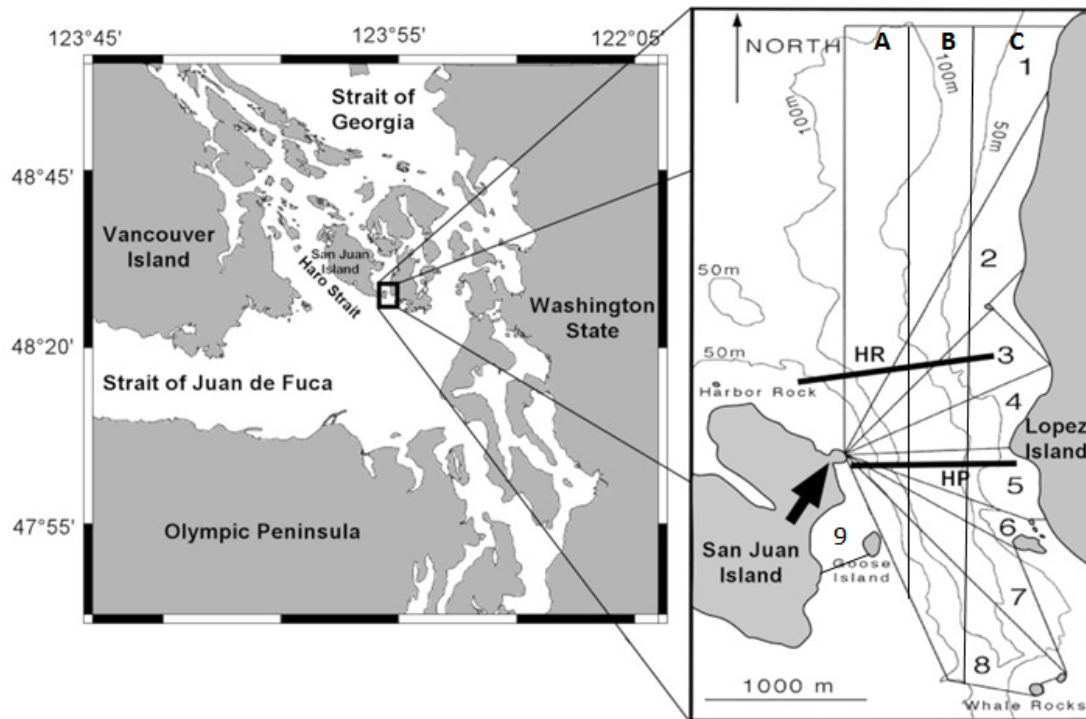 123°45'
123°55'
122°05'
48°45'
48°20'
47°55'
Strait of
Georgia
Vancouver
Island
San Juan
Island
Haro Strait
Washington
State
Strait of Juan de Fuca
Olympic Peninsula
NORTH
A
B
C
1
100m
100m
50m
2
50m
HR
3
50m
Harbor Rock
4
Lopez
Island
HP
5
6
9
San Juan
Island
Goose
Island
7
8
1000 m
Whale Rocks